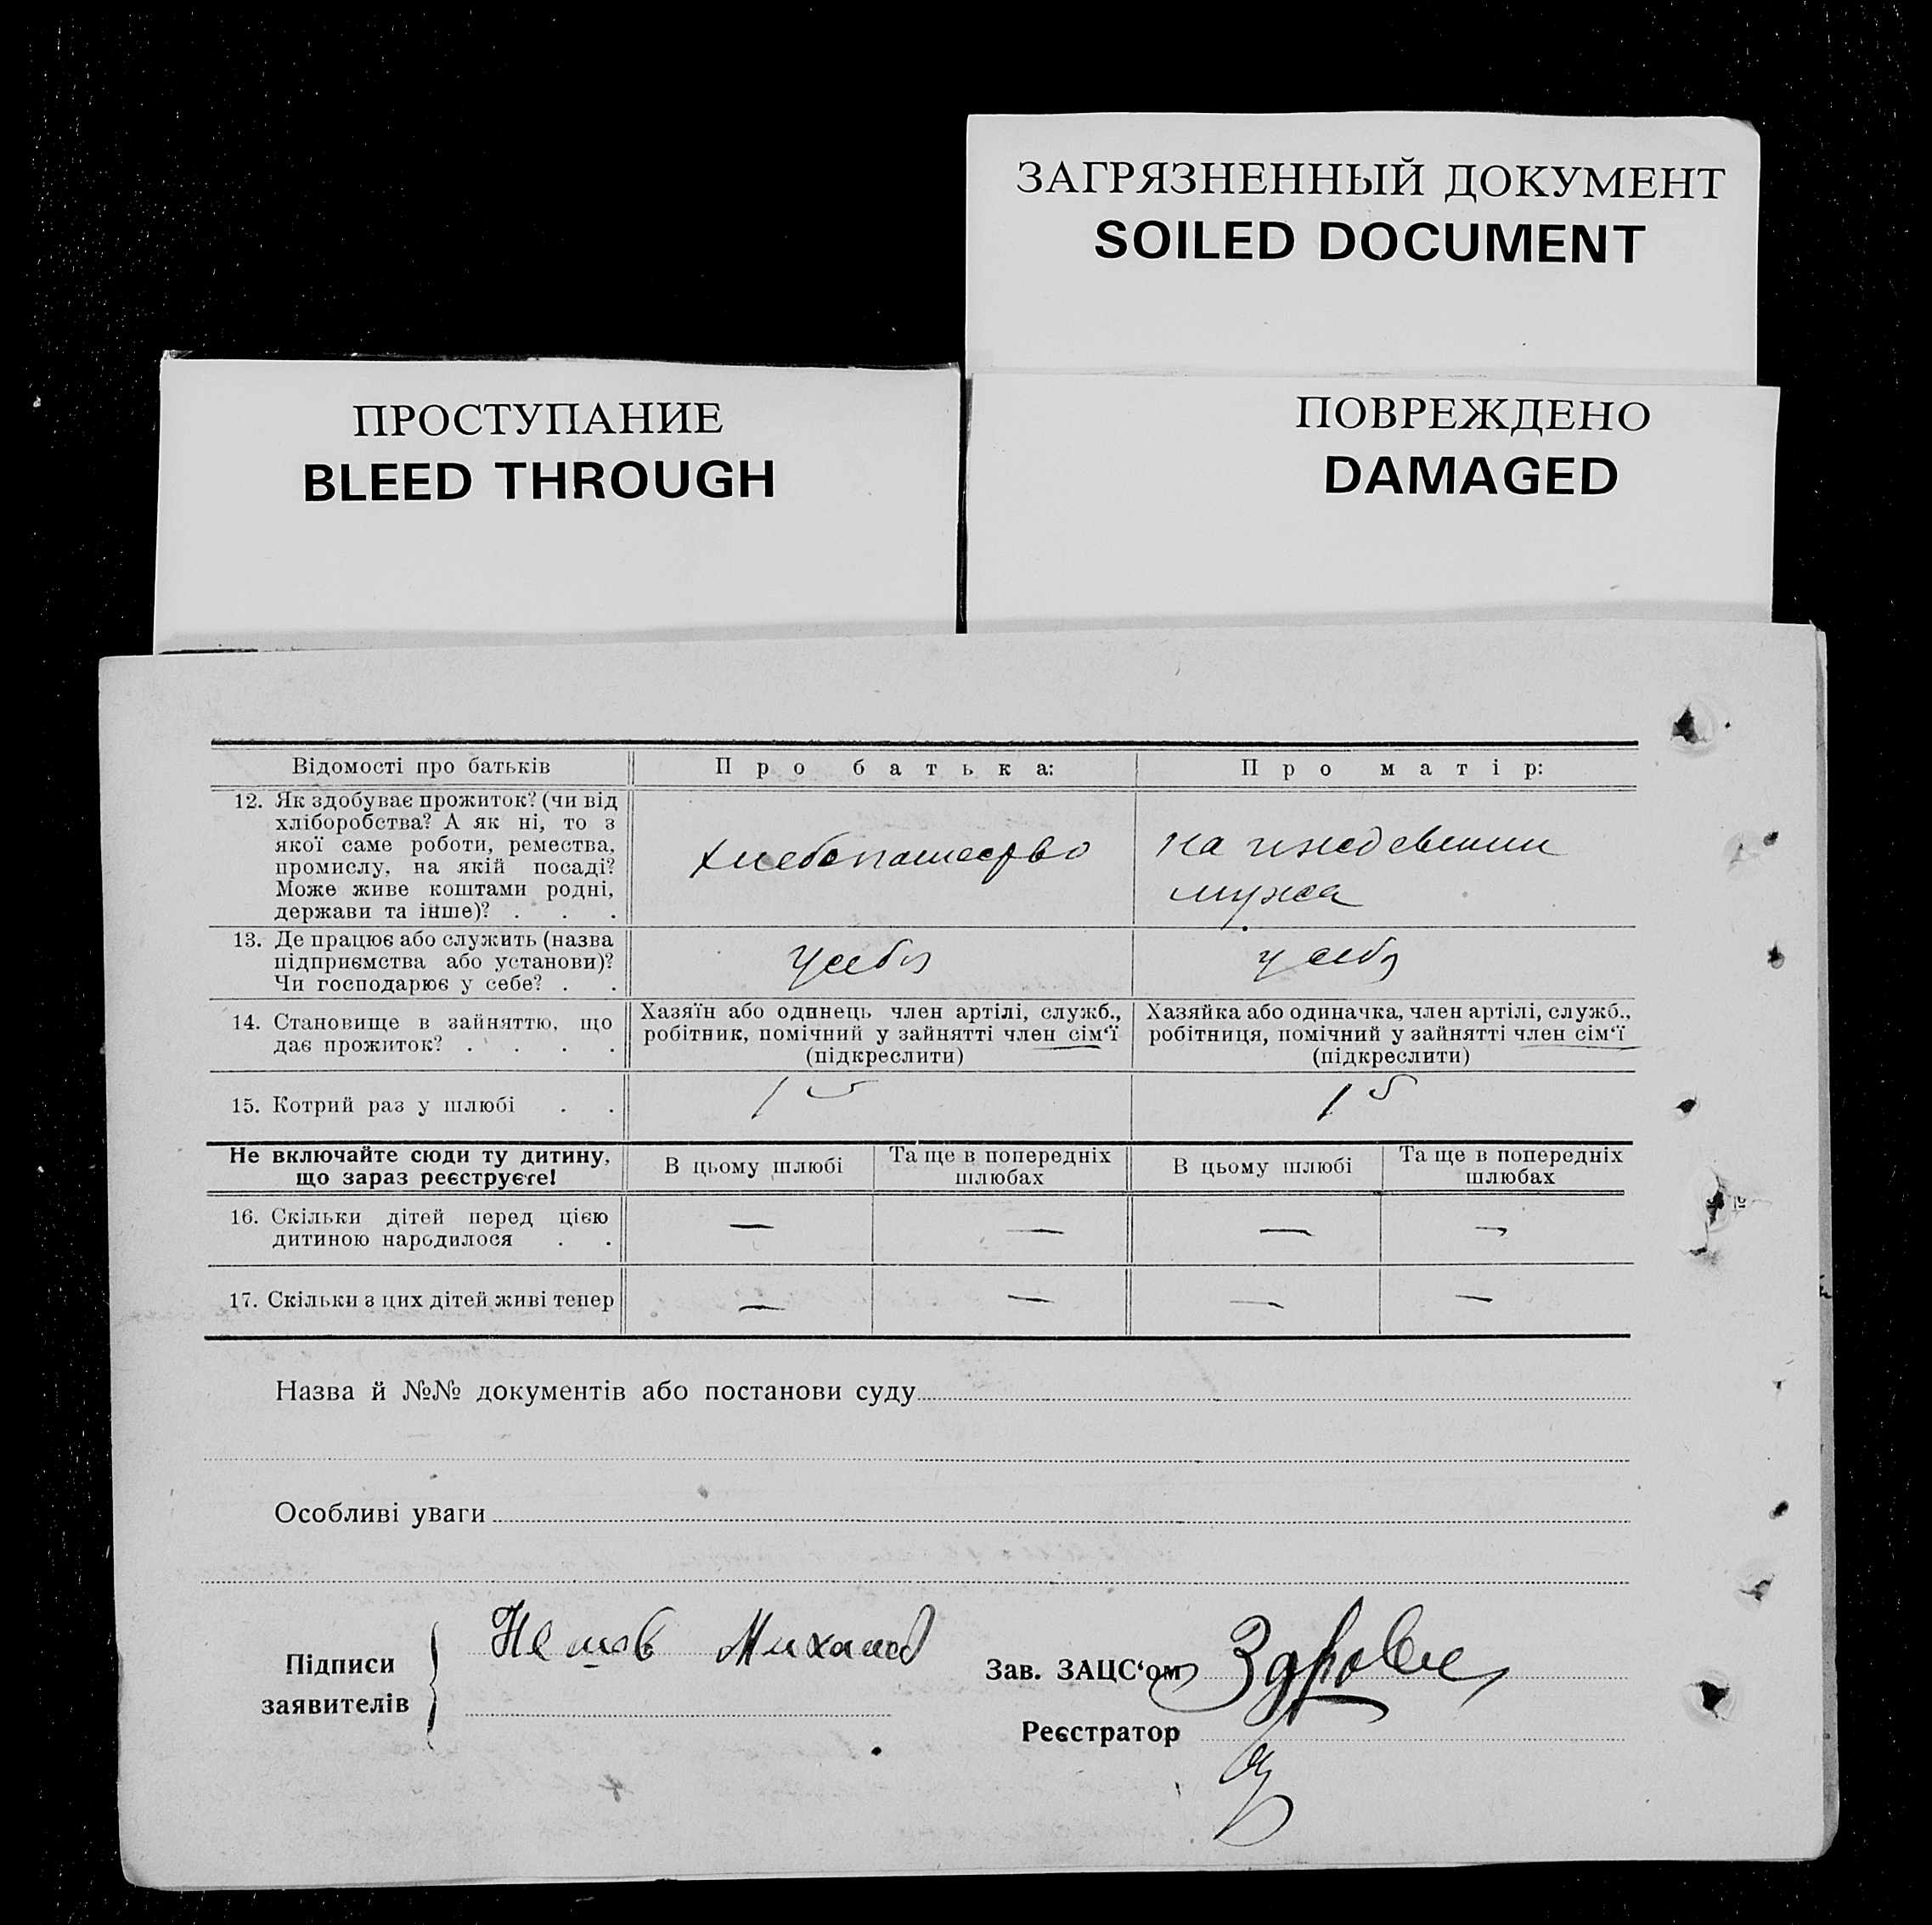 ЗАГРЯЗНЕННЫЙ ДОКУМЕНТ
SOILED DOCUMENT
ПРОСТУПАНИЕ
BLEED THROUGH
ПОВРЕЖДЕНО
DAMAGED
Відомості про батьків
Про батька:
Про матір:
12. Як здобуває прожиток? (чи від
хліборобства? А як ні, то з
якої саме роботи, ремества,
промислу, на якій посаді?
Може живе коштами родні,
держави та інше)? . . .
хлебопашество
на иждевении
мужа
13. Де працює або служить (назва
підприємства або установи)?
Чи господарює у себе? . .
у себя
у себя
14. Становище в зайняттю, що
дає прожиток? . . . .
Хазяїн або одинець член артілі, служб.,
робітник, помічний у зайнятті член сім‘ї
(підкреслити)
Хазяйка або одиначка, член артілі, служб.,
робітниця, помічний у зайнятті член сім‘ї
(підкреслити)
15. Котрий раз у шлюбі . .
1
1
Не включайте сюди ту дитину,
що зараз реєструєте!
В цьому шлюбі
Та ще в попередніх
шлюбах
В цьому шлюбі
Та ще в попередніх
шлюбах
16. Скільки дітей перед цією
дитиною народилося . .
— — — —
17. Скільки з цих дітей живі тепер
— — — —
Назва й №№ документів або постанови суду
Особливі уваги
Підписи
заявителів
Михаил
Зав. ЗАЦС‘ом
Реєстратор